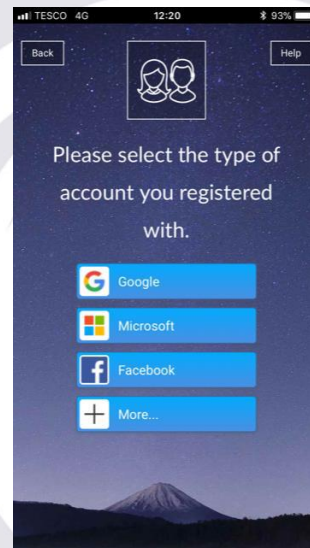 TESCO 4G 12:20 93%
Back
Help
Please select the type of
account you registered
with.
Google
Microsoft
Facebook
More...